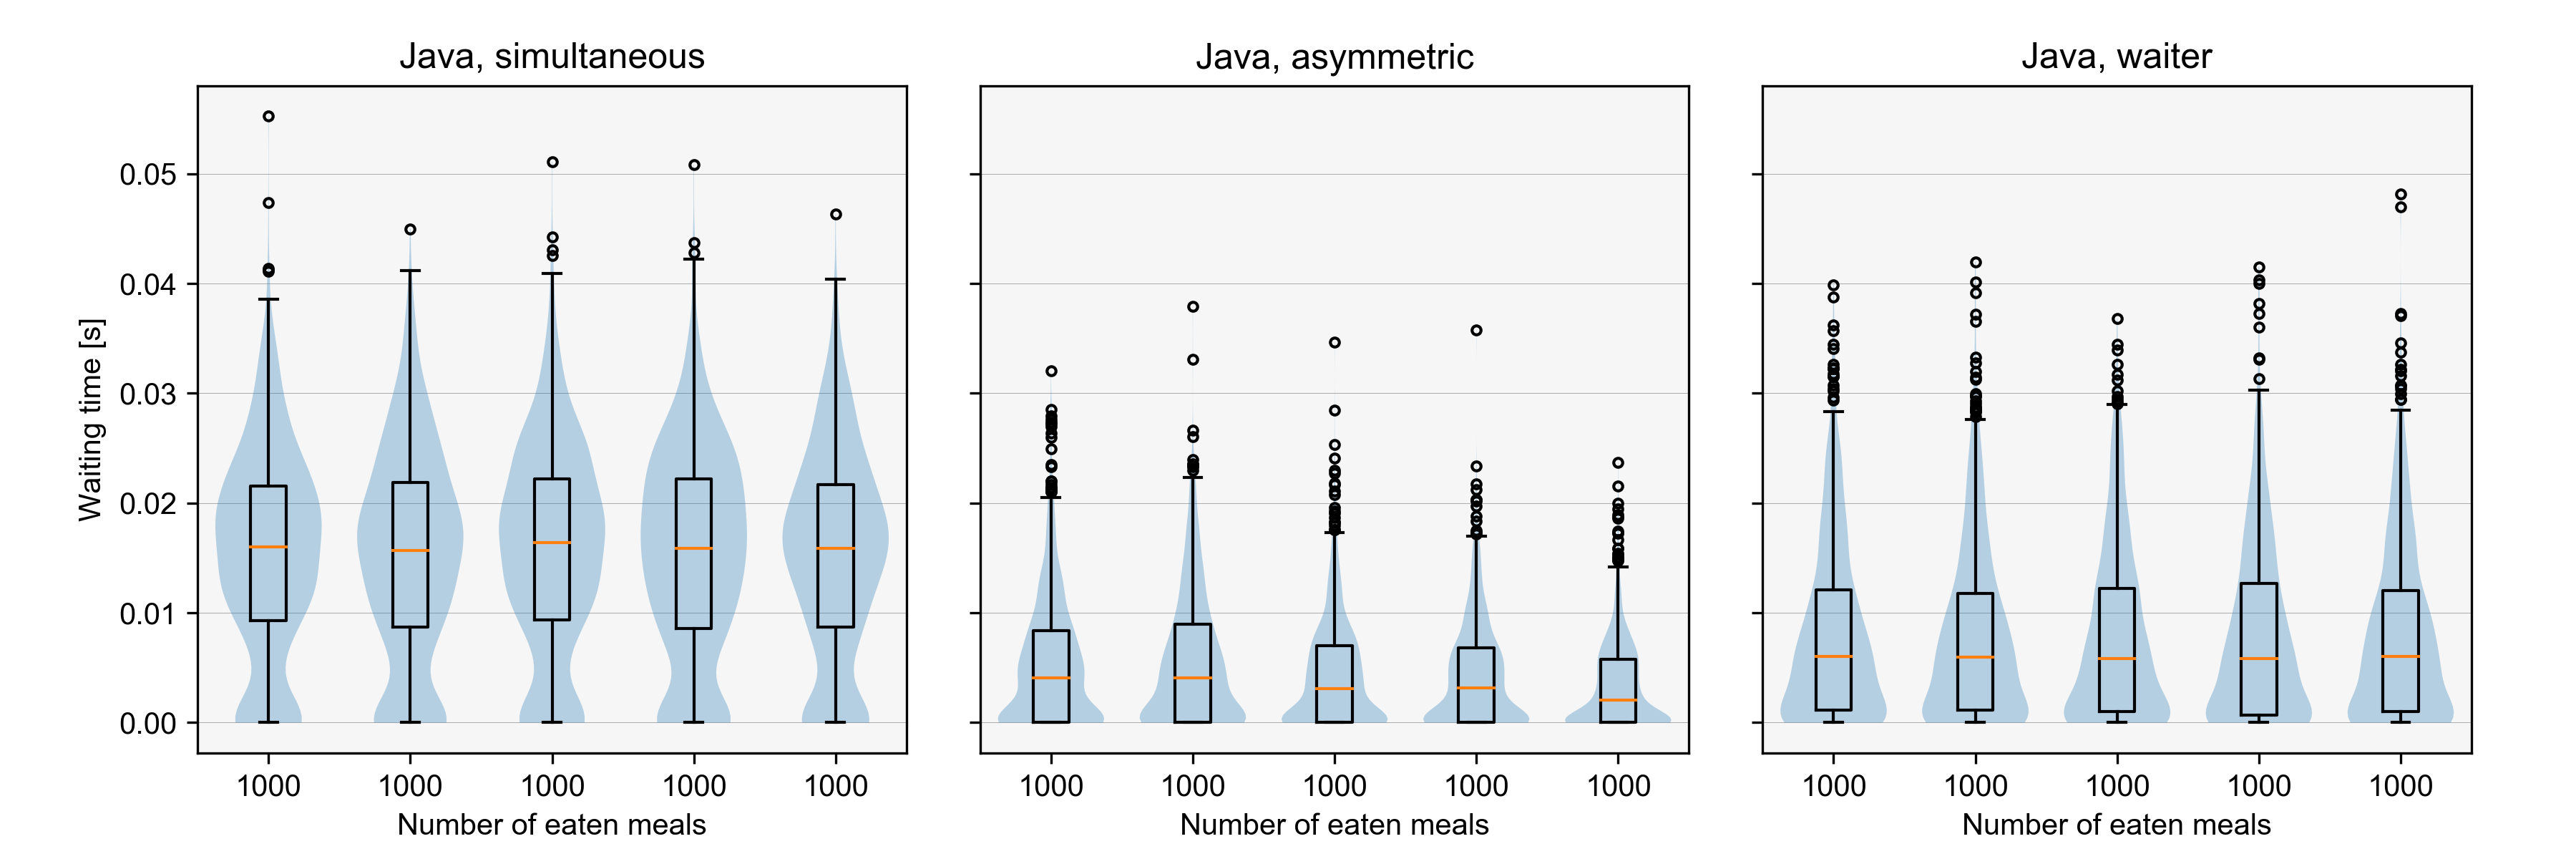 Java, simultaneous
Java, asymmetric
Java, waiter
Waiting time [s]
0.05
0.04
0.03
0.02
0.01
0.00
1000 1000 1000 1000 1000
1000 1000 1000 1000 1000
1000 1000 1000 1000 1000
Number of eaten meals
Number of eaten meals
Number of eaten meals